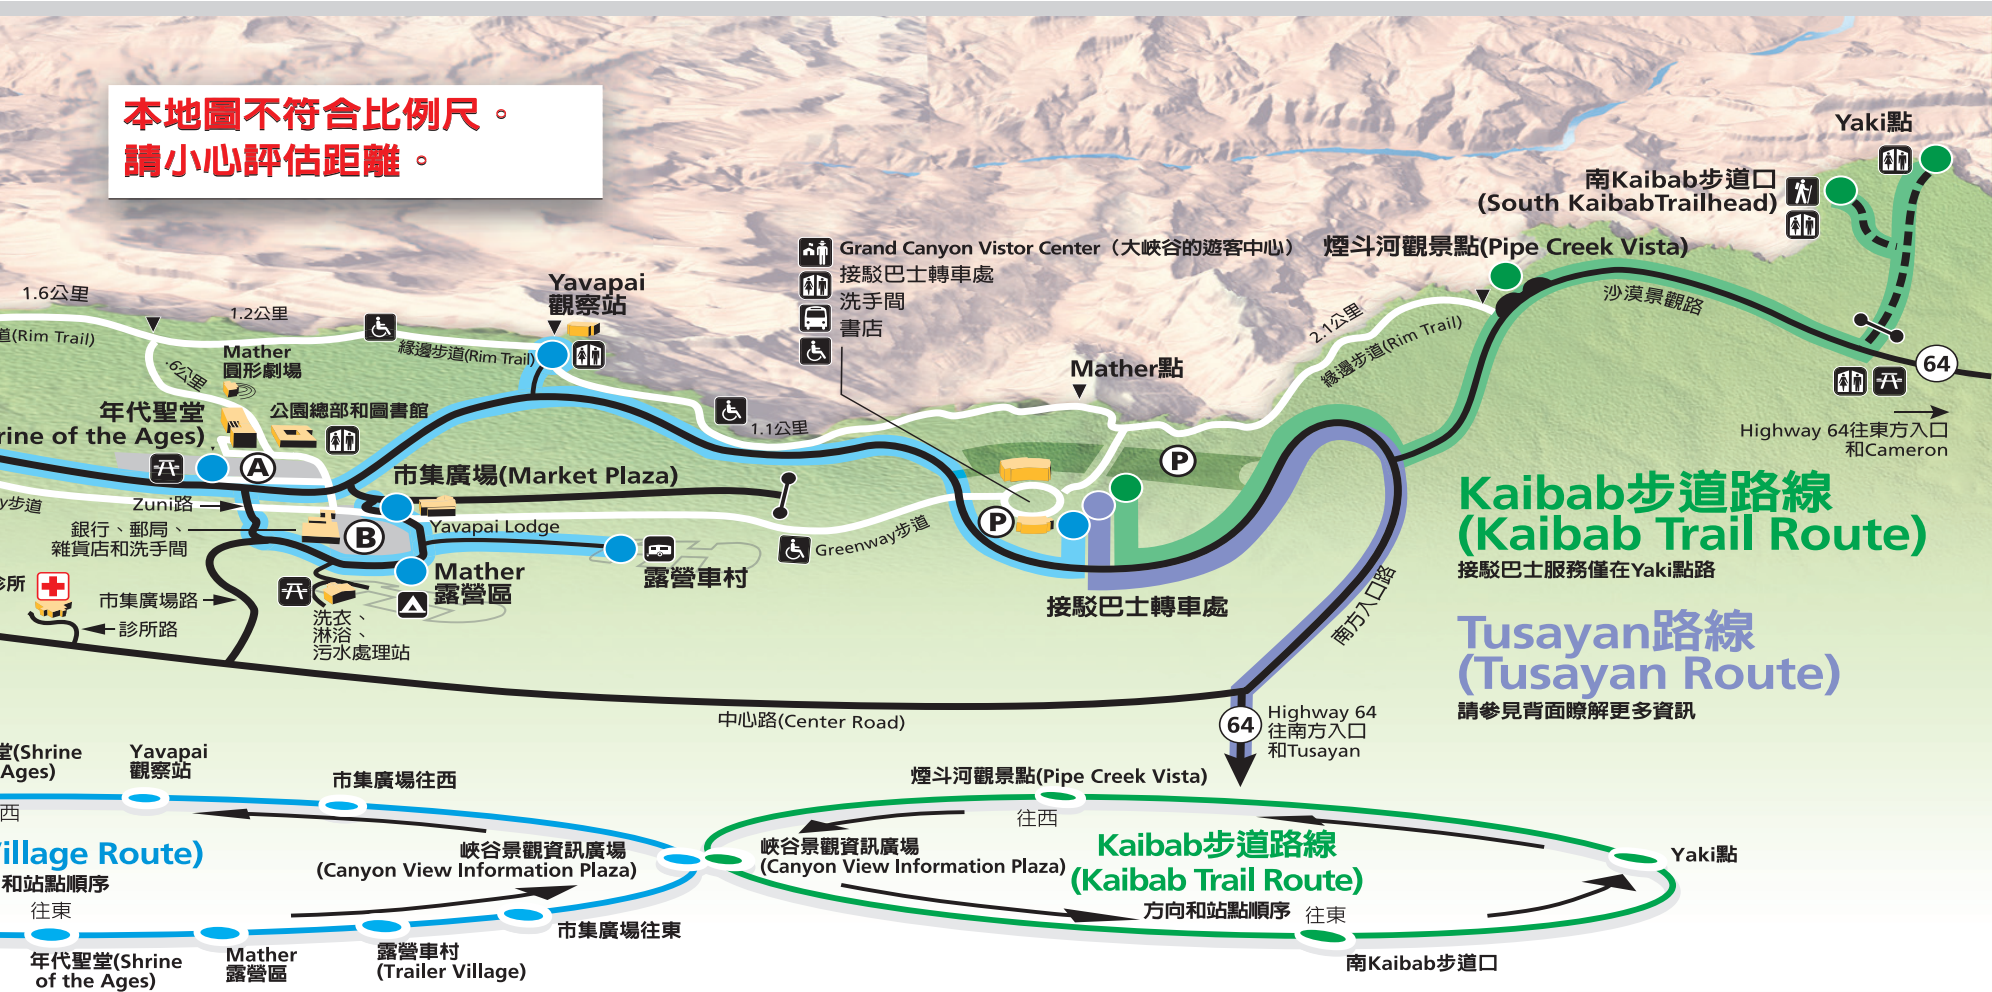 本地圖不符合比例尺。
請小心評估距離。
Yaki點
南Kaibab步道口
(South KaibabTrailhead)
煙斗河觀景點(Pipe Creek Vista)
Grand Canyon Vistor Center（大峽谷的遊客中心）
接駁巴士轉車處
洗手間
書店
Yavapai
觀察站
1.6公里
1.2公里
道(Rim Trail)
緣邊步道(Rim Trail)
.6公里
Mather
圓形劇場
年代聖堂
rine of the Ages)
公園總部和圖書館
A
1.1公里
Mather點
2.1公里
緣邊步道(Rim Trail)
沙漠景觀路
64
Highway 64往東方入口
和Cameron
P
市集廣場(Market Plaza)
Zuni路
y步道
銀行、郵局、
雜貨店和洗手間
B
Yavapai Lodge
Greenway步道
P
Mather
露營區
露營車村
診所
市集廣場路
診所路
洗衣、
淋浴、
污水處理站
接駁巴士轉車處
南方入口路
Kaibab步道路線
(Kaibab Trail Route)
接駁巴士服務僅在Yaki點路
Tusayan路線
(Tusayan Route)
請參見背面瞭解更多資訊
中心路(Center Road)
64
Highway 64
往南方入口
和Tusayan
堂(Shrine
Ages)
Yavapai
觀察站
市集廣場往西
西
illage Route)
和站點順序
往東
峽谷景觀資訊廣場
(Canyon View Information Plaza)
年代聖堂(Shrine
of the Ages)
Mather
露營區
露營車村
(Trailer Village)
市集廣場往東
煙斗河觀景點(Pipe Creek Vista)
往西
峽谷景觀資訊廣場
(Canyon View Information Plaza)
Kaibab步道路線
(Kaibab Trail Route)
方向和站點順序
往東
Yaki點
南Kaibab步道口